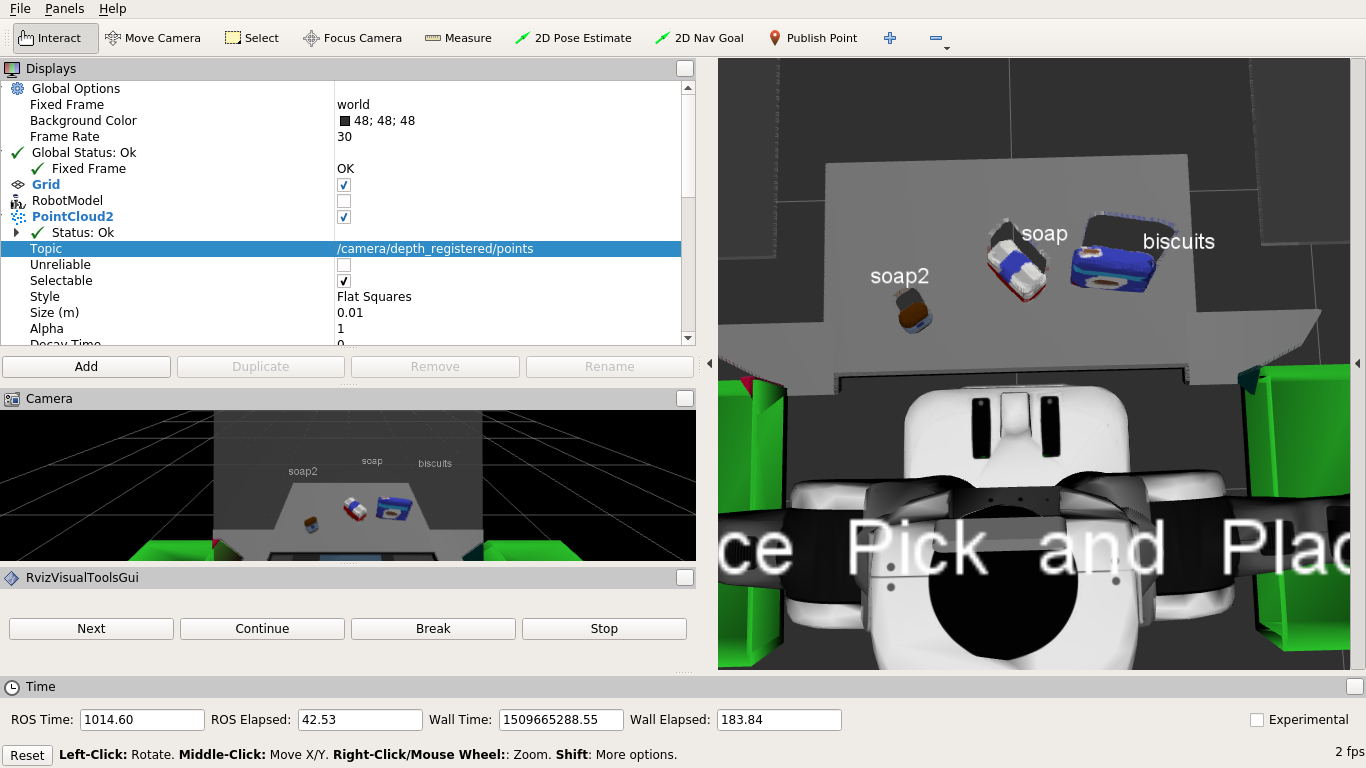 File Panels Help
Interact Move Camera Select Focus Camera Measure 2D Pose Estimate 2D Nav Goal Publish Point
Displays
Global Options
Fixed Frame world
Background Color 48; 48; 48
Frame Rate 30
Global Status: Ok
Fixed Frame OK
Grid
RobotModel
PointCloud2
Status: Ok
Topic /camera/depth_registered/points
Unreliable
Selectable
Style Flat Squares
Size (m) 0.01
Alpha 1
Decay Time 0
Add Duplicate Remove Rename
Camera
soap2 soap biscuits
RvizVisualToolsGui
Next Continue Break Stop
soap
biscuits
soap2
ce Pick and Plac
Time
ROS Time: 1014.60 ROS Elapsed: 42.53 Wall Time: 1509665288.55 Wall Elapsed: 183.84 Experimental
Reset Left-Click: Rotate. Middle-Click: Move X/Y. Right-Click/Mouse Wheel:: Zoom. Shift: More options. 2 fps